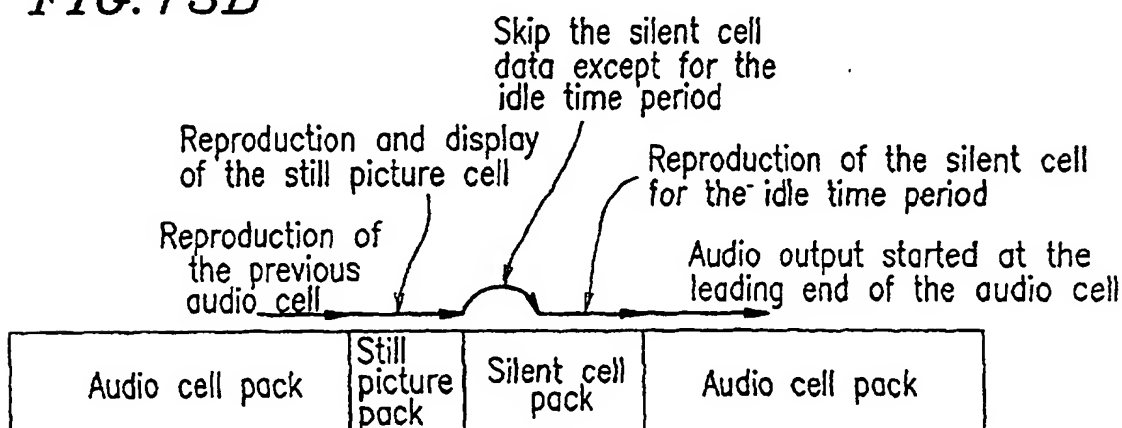 FIG. 73B
Skip the silent cell
data except for the
idle time period
Reproduction and display
of the still picture cell
Reproduction of the silent cell
for the idle time period
Reproduction of
the previous
audio cell
Audio output started at the
leading end of the audio cell
Audio cell pack
Still
picture
pack
Silent cell
pack
Audio cell pack